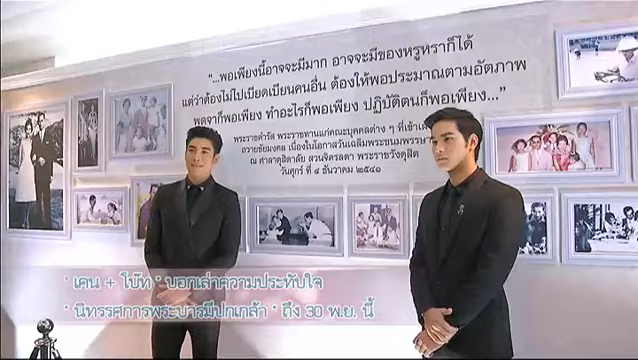 “...พอเพียงนี้อาจจะมีมาก อาจจะมีของหรูหราก็ได้
แต่ว่าต้องไม่ไปเบียดเบียนคนอื่น ต้องให้พอประมาณตามอัตภาพ
พูดจาก็พอเพียง ทำอะไรก็พอเพียง ปฏิบัติตนก็พอเพียง...”
พระราชดำรัส พระราชทานแก่คณะบุคคลต่าง ๆ ที่เข้าเฝ้า
ถวายชัยมงคล เนื่องในโอกาสวันเฉลิมพระชนมพรรษา
ณ ศาลาดุสิดาลัย สวนจิตรลดา พระราชวังดุสิต
วันศุกร์ ที่ ๔ ธันวาคม ๒๕๔๑
" เคน + โบ๊ท " บอกเล่าความประทับใจ
" นิทรรศการพระบารมีปกเกล้า " ถึง 30 พ.ย. นี้